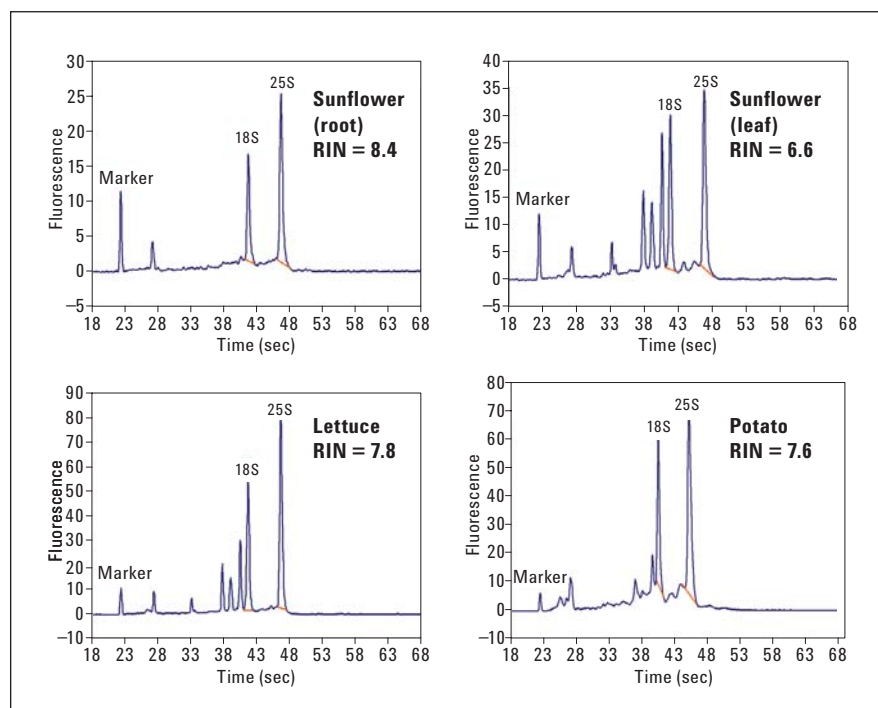 30
25
20
15
10
5
0
–5
Fluorescence
Marker
18S
25S
Sunflower
(root)
RIN = 8.4
18 23 28 33 38 43 48 53 58 63 68
Time (sec)
40
35
30
25
20
15
10
5
0
–5
Fluorescence
Marker
18S
25S
Sunflower
(leaf)
RIN = 6.6
18 23 28 33 38 43 48 53 58 63 68
Time (sec)
90
80
70
60
50
40
30
20
10
0
–10
Fluorescence
Marker
18S
25S
Lettuce
RIN = 7.8
18 23 28 33 38 43 48 53 58 63 68
Time (sec)
80
70
60
50
40
30
20
10
0
–10
Fluorescence
Marker
18S
25S
Potato
RIN = 7.6
18 23 28 33 38 43 48 53 58 63 68
Time (sec)